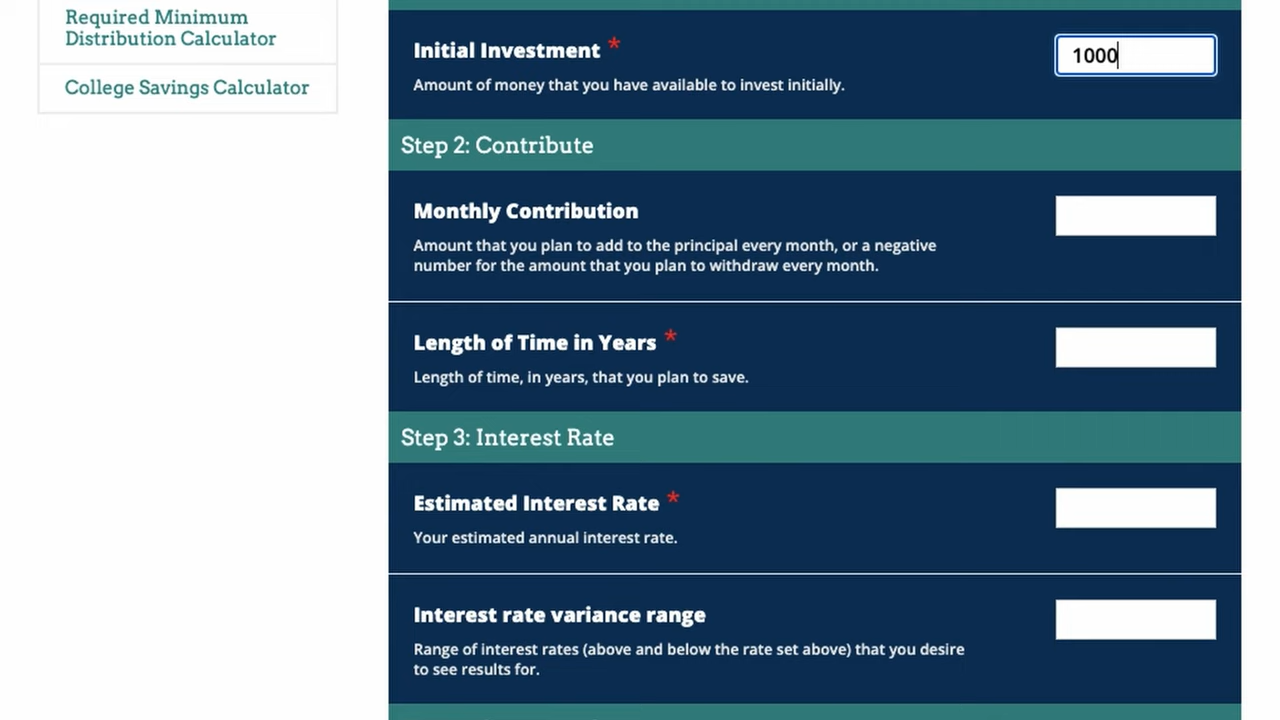 Required Minimum
Distribution Calculator
College Savings Calculator
Initial Investment *
1000
Amount of money that you have available to invest initially.
Step 2: Contribute
Monthly Contribution
Amount that you plan to add to the principal every month, or a negative
number for the amount that you plan to withdraw every month.
Length of Time in Years *
Length of time, in years, that you plan to save.
Step 3: Interest Rate
Estimated Interest Rate *
Your estimated annual interest rate.
Interest rate variance range
Range of interest rates (above and below the rate set above) that you desire
to see results for.